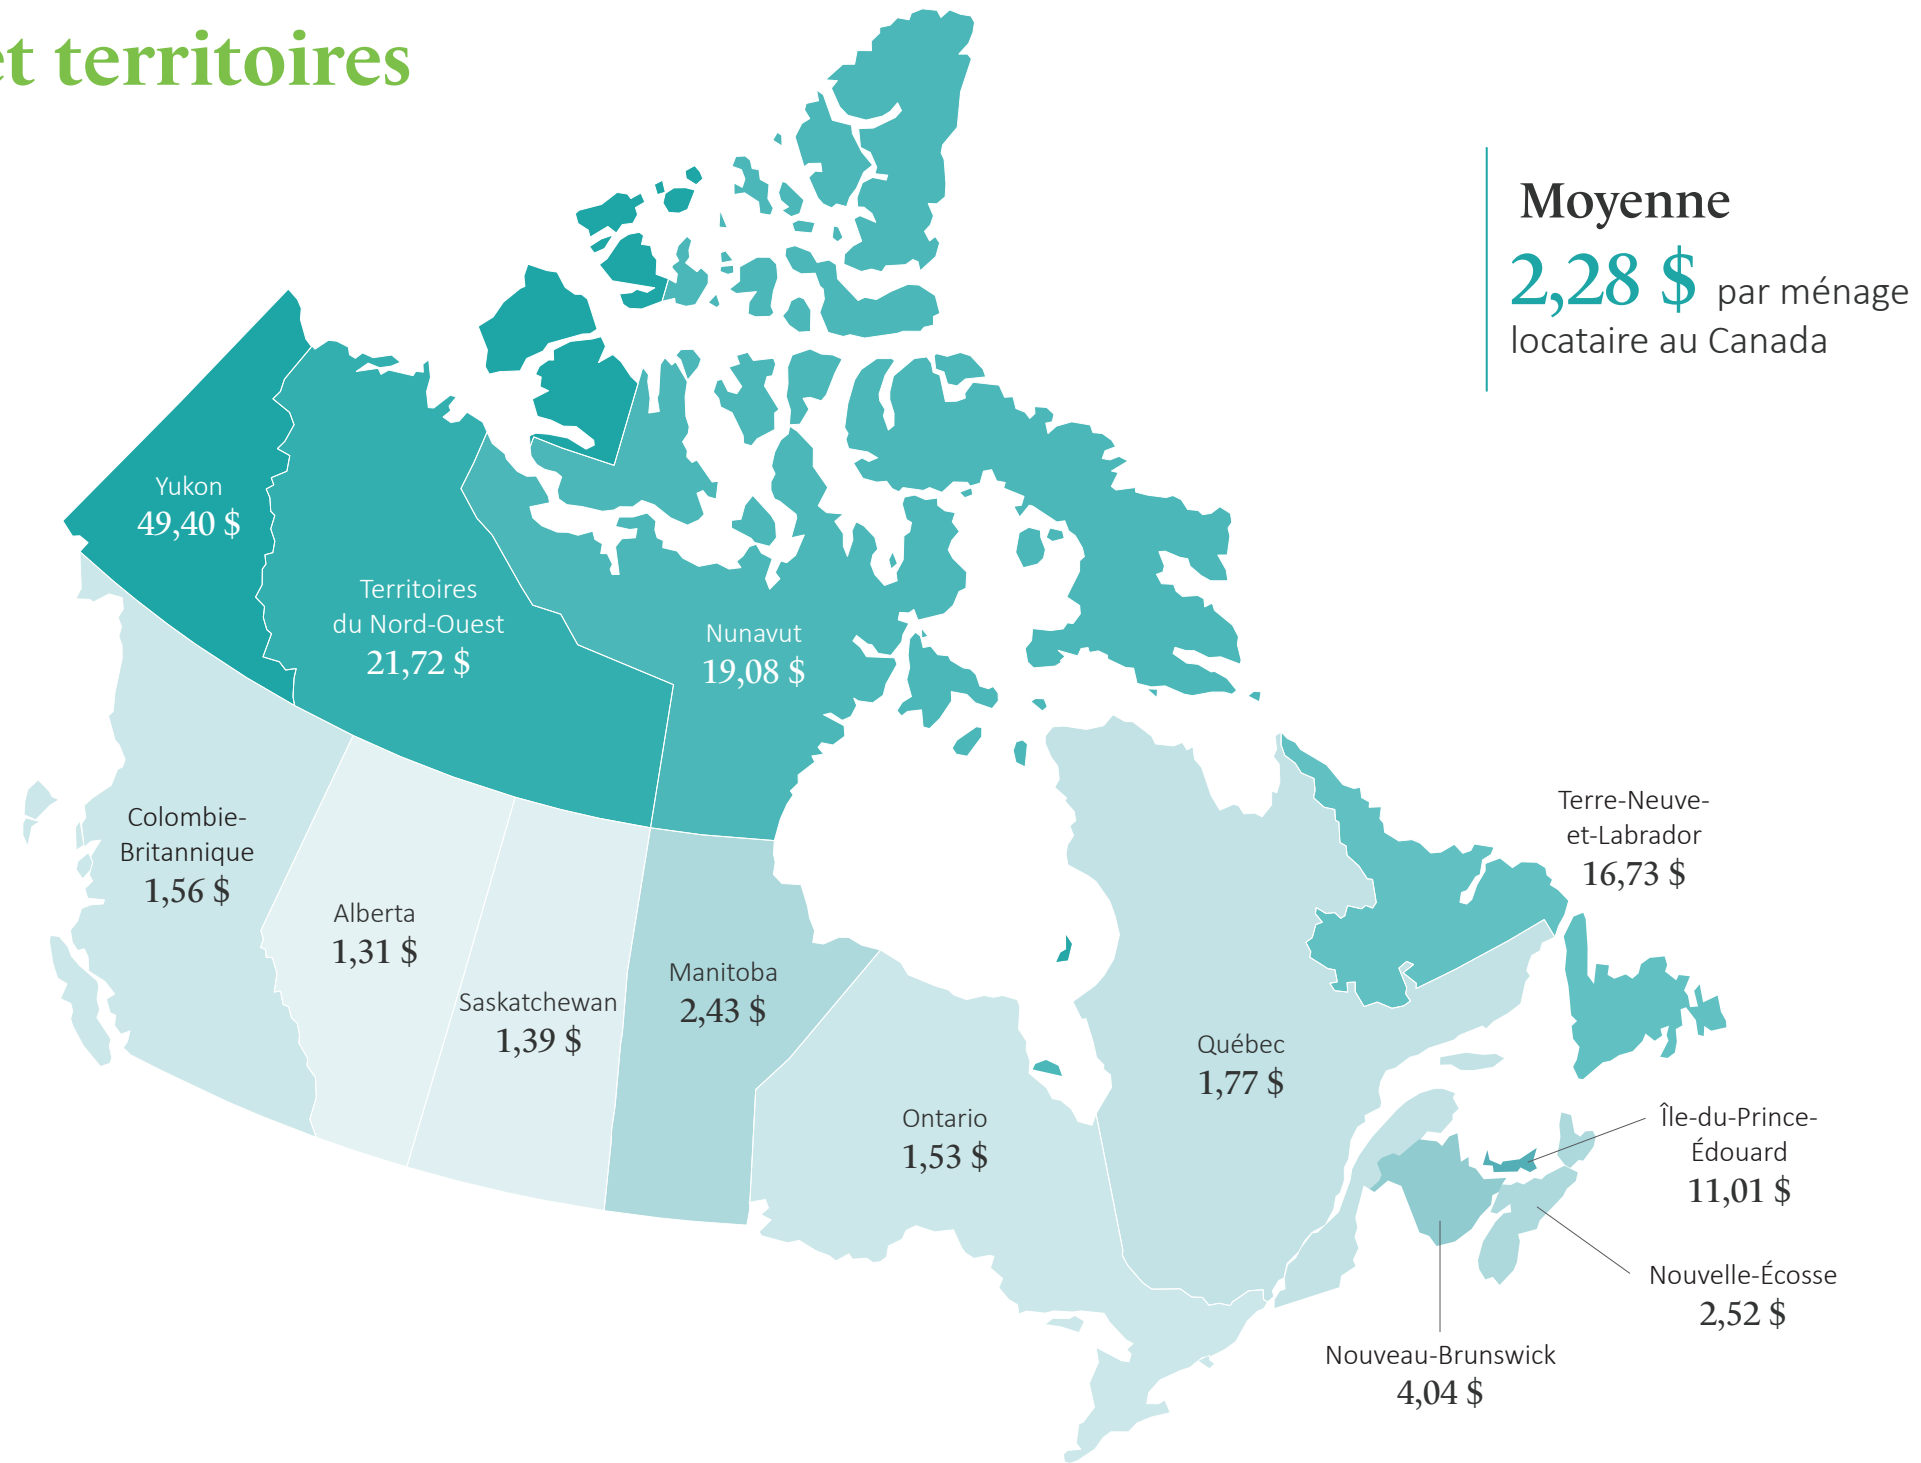 et territoires
Moyenne
2,28 $ par ménage
locataire au Canada
Yukon
49,40 $
Territoires
du Nord-Ouest
21,72 $
Nunavut
19,08 $
Colombie-
Britannique
1,56 $
Alberta
1,31 $
Saskatchewan
1,39 $
Manitoba
2,43 $
Ontario
1,53 $
Québec
1,77 $
Terre-Neuve-
et-Labrador
16,73 $
Île-du-Prince-
Édouard
11,01 $
Nouvelle-Écosse
2,52 $
Nouveau-Brunswick
4,04 $